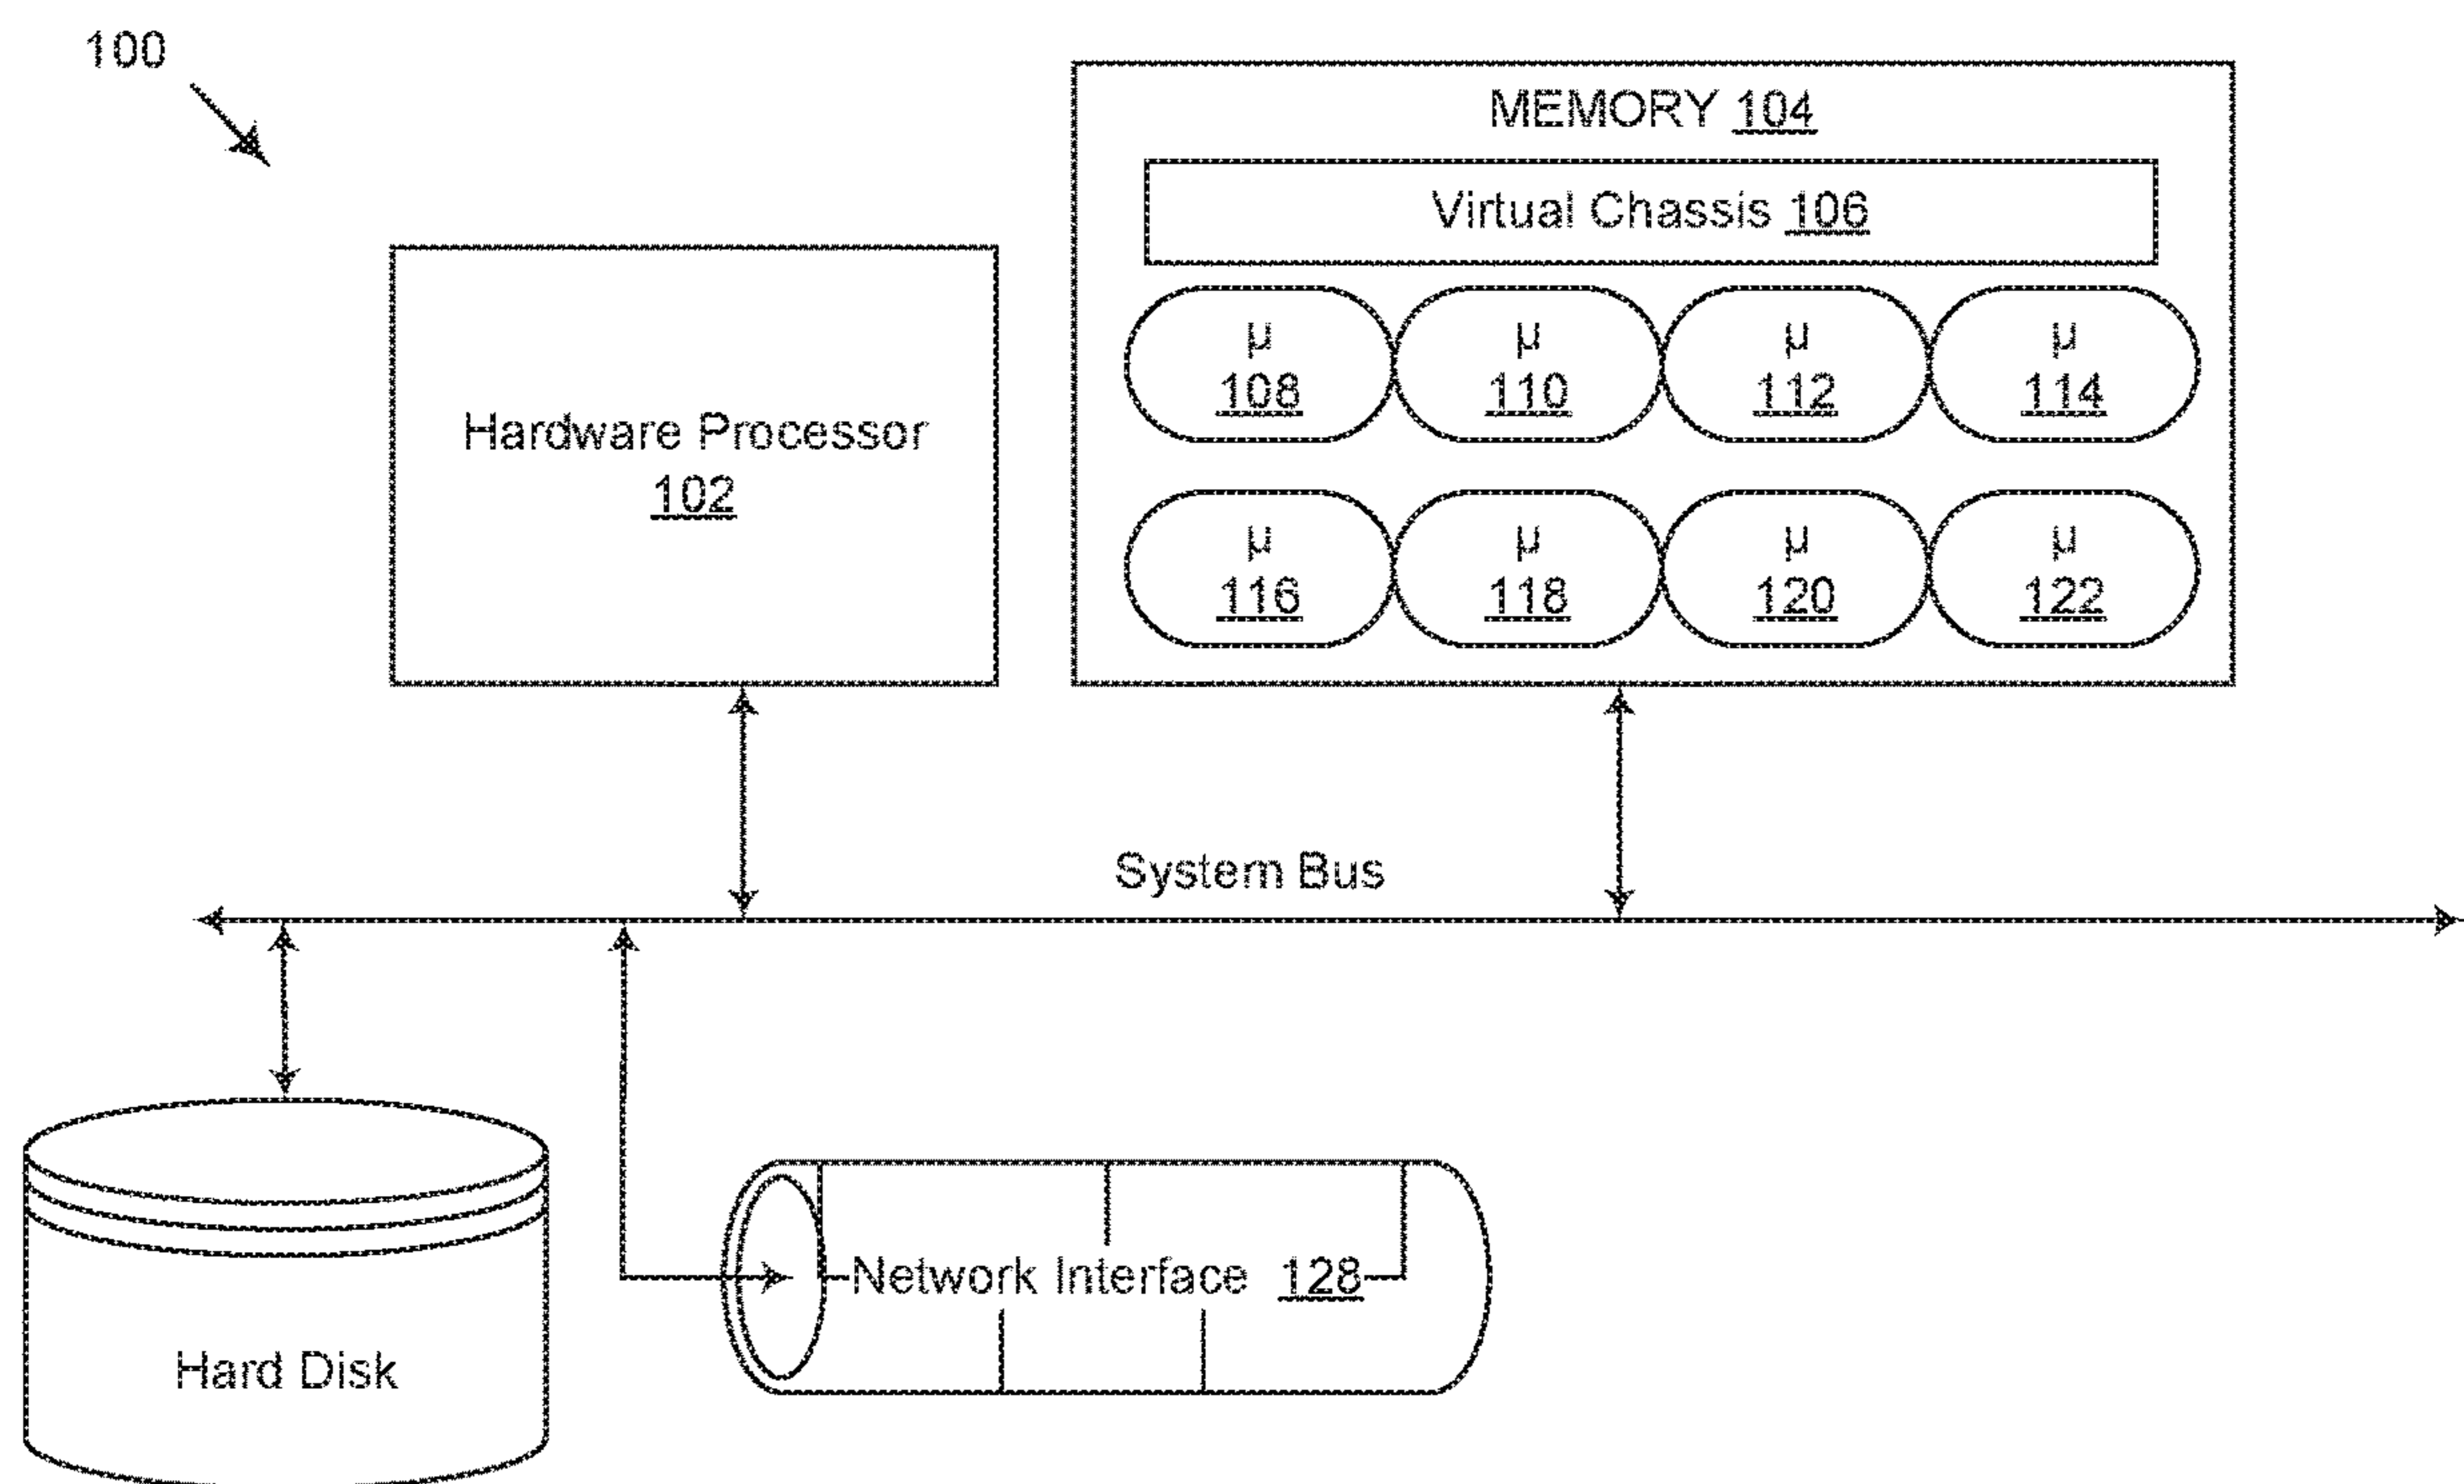 100
MEMORY 104
Virtual Chassis 106
Hardware Processor
102
µ µ µ µ
108 110 112 114
µ µ µ µ
116 118 120 122
System Bus
Network Interface 128
Hard Disk